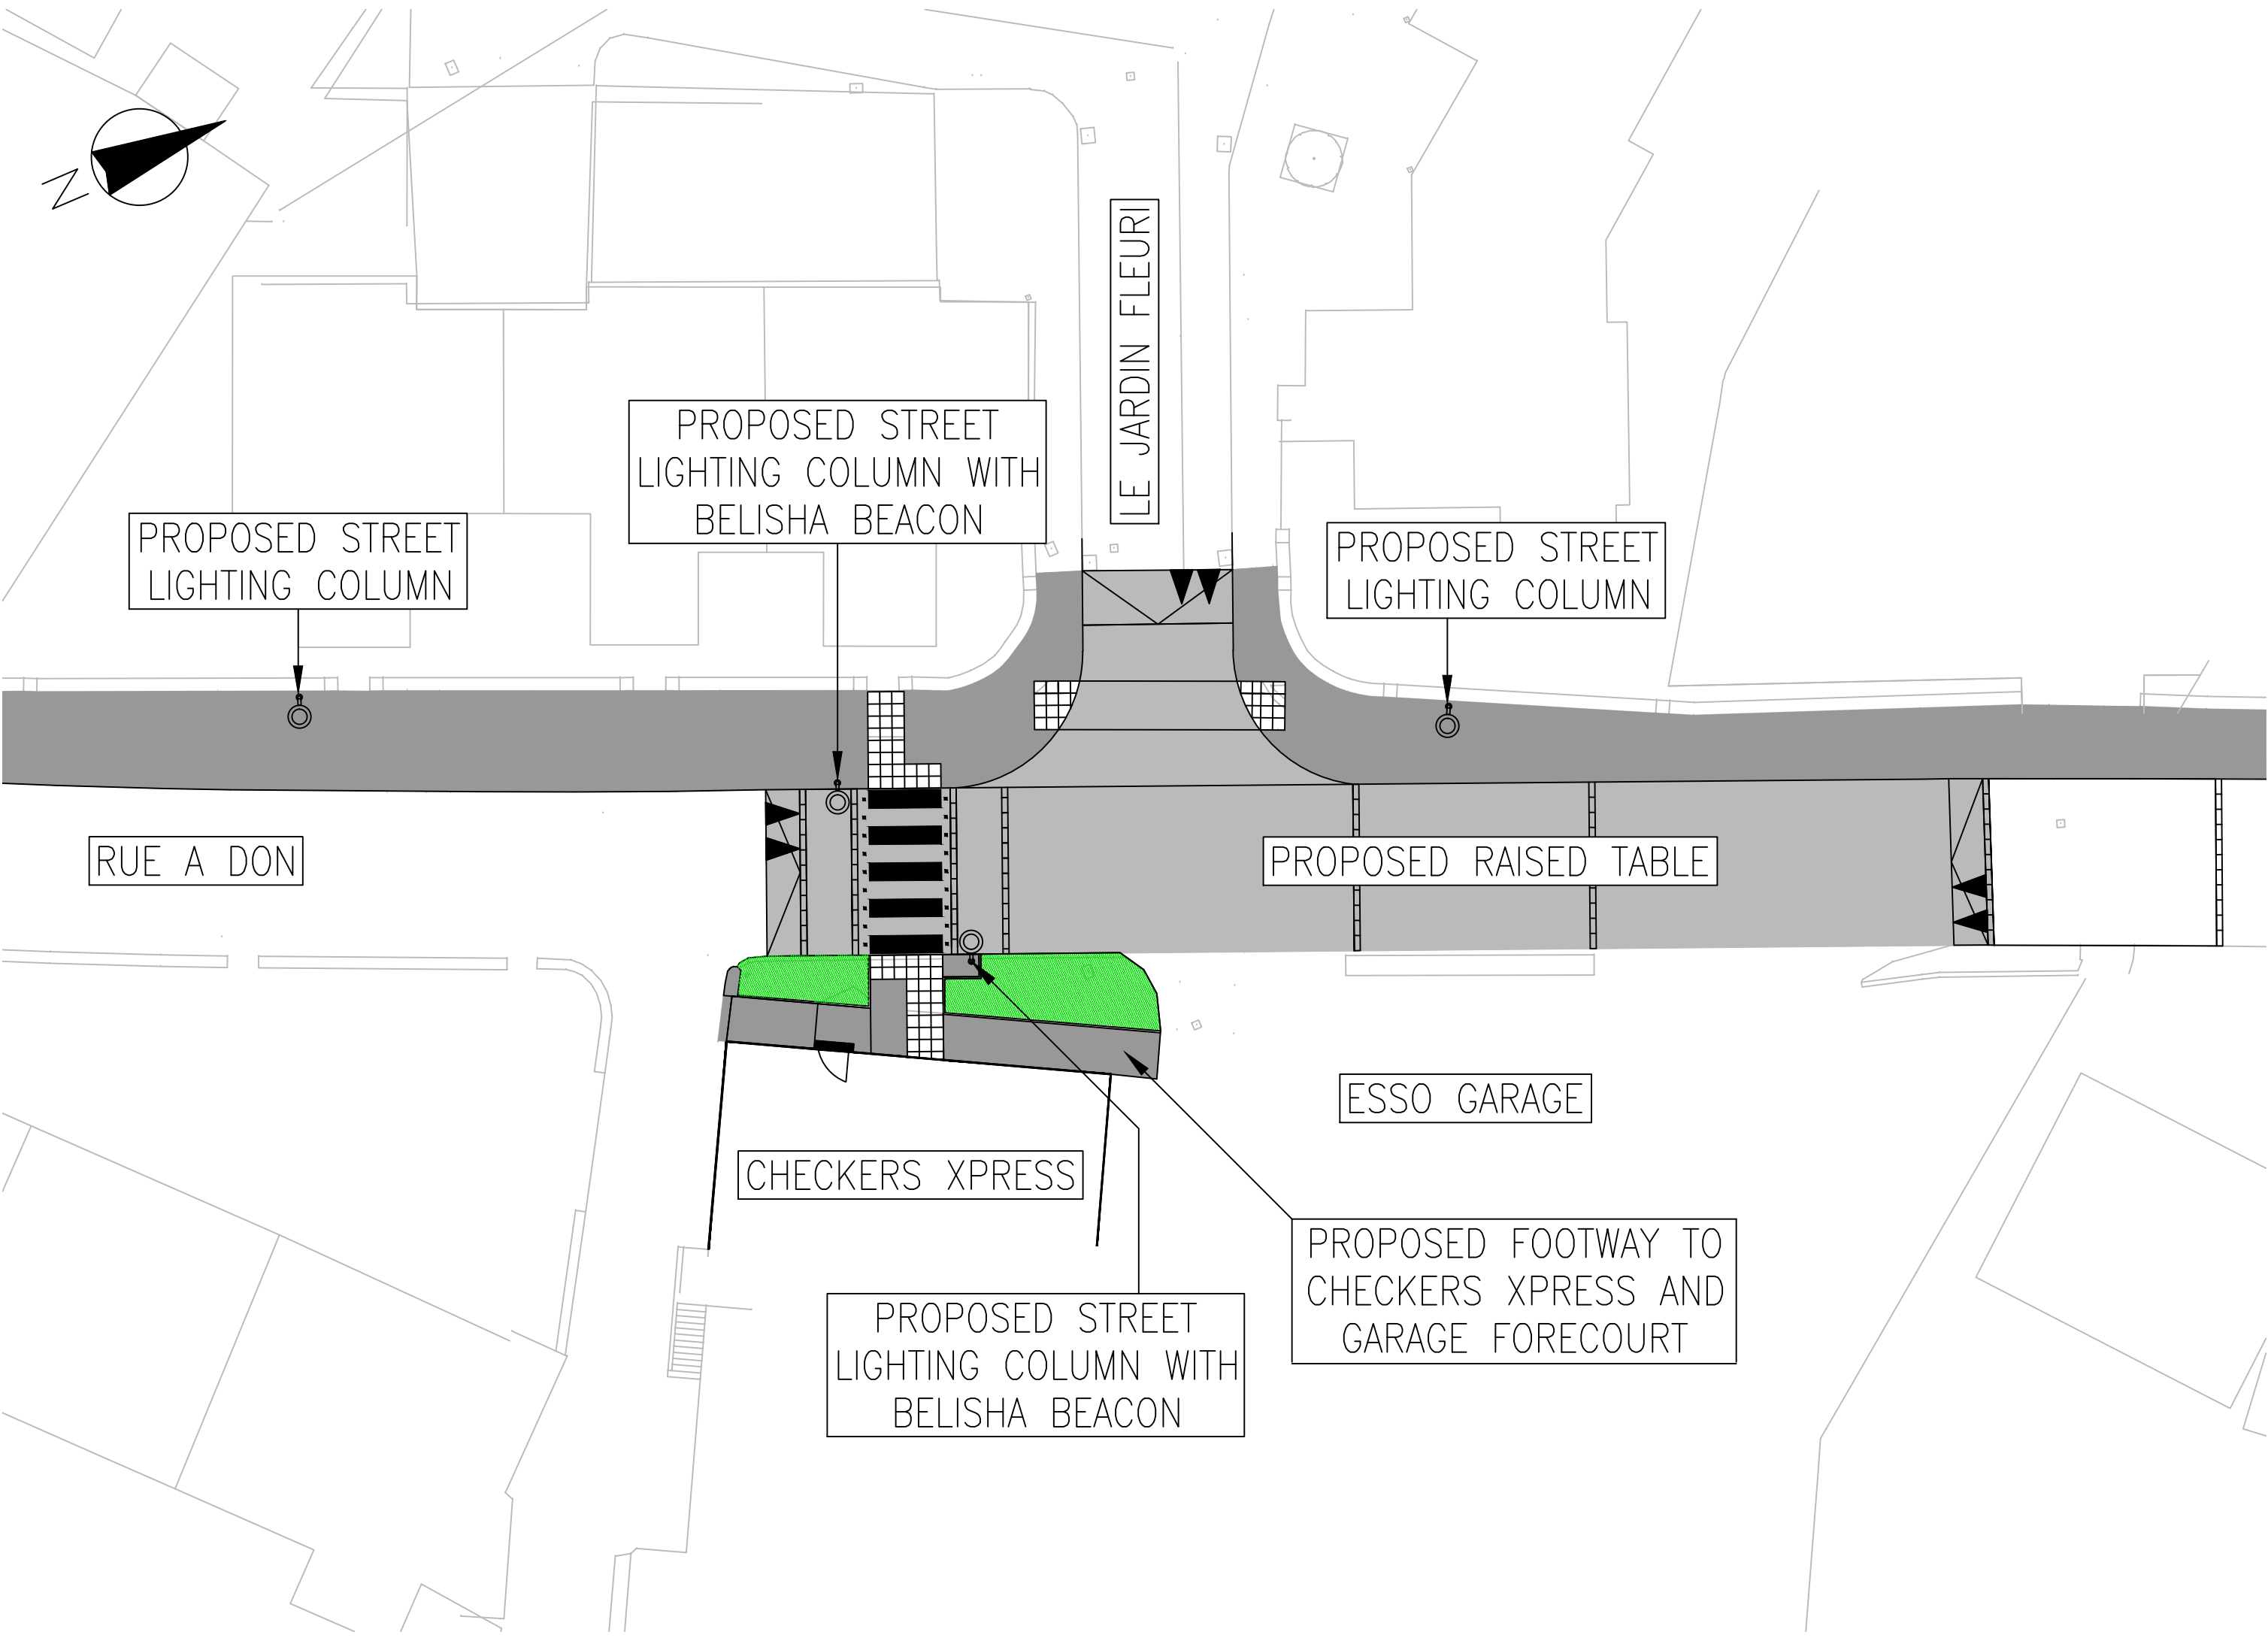 N
LE JARDIN FLEURI
PROPOSED STREET
LIGHTING COLUMN WITH
BELISHA BEACON
PROPOSED STREET
LIGHTING COLUMN
PROPOSED STREET
LIGHTING COLUMN
RUE A DON
PROPOSED RAISED TABLE
ESSO GARAGE
CHECKERS XPRESS
PROPOSED FOOTWAY TO
CHECKERS XPRESS AND
GARAGE FORECOURT
PROPOSED STREET
LIGHTING COLUMN WITH
BELISHA BEACON